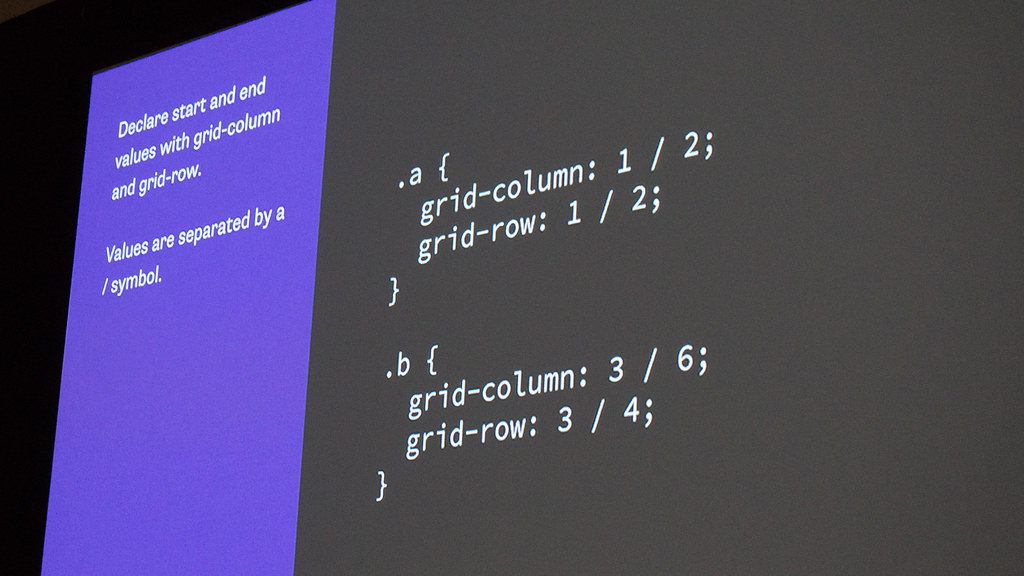 Declare start and end
values with grid-column
and grid-row.
Values are separated by a
/ symbol.
.a {
grid-column: 1 / 2;
grid-row: 1 / 2;
}
.b {
grid-column: 3 / 6;
grid-row: 3 / 4;
}